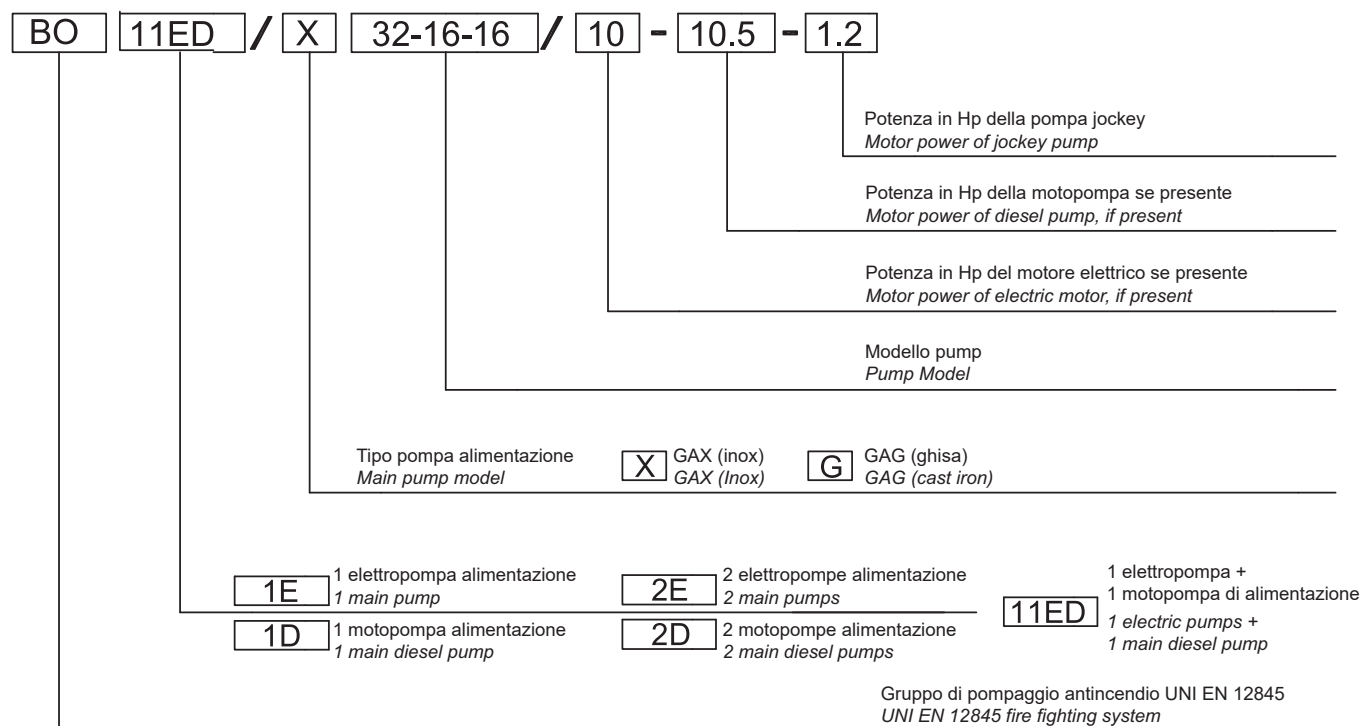 BO 11ED / X 32-16-16 / 10 - 10.5 - 1.2
Potenza in Hp della pompa jockey
Motor power of jockey pump
Potenza in Hp della motopompa se presente
Motor power of diesel pump, if present
Potenza in Hp del motore elettrico se presente
Motor power of electric motor, if present
Modello pump
Pump Model
Tipo pompa alimentazione
Main pump model
X GAX (inox)
GAX (Inox)
G GAG (ghisa)
GAG (cast iron)
1E 1 elettropompa alimentazione
1 main pump
2E 2 elettropompe alimentazione
2 main pumps
1D 1 motopompa alimentazione
1 main diesel pump
2D 2 motopompe alimentazione
2 main diesel pumps
11ED
1 elettropompa +
1 motopompa di alimentazione
1 electric pumps +
1 main diesel pump
Gruppo di pompaggio antincendio UNI EN 12845
UNI EN 12845 fire fighting system